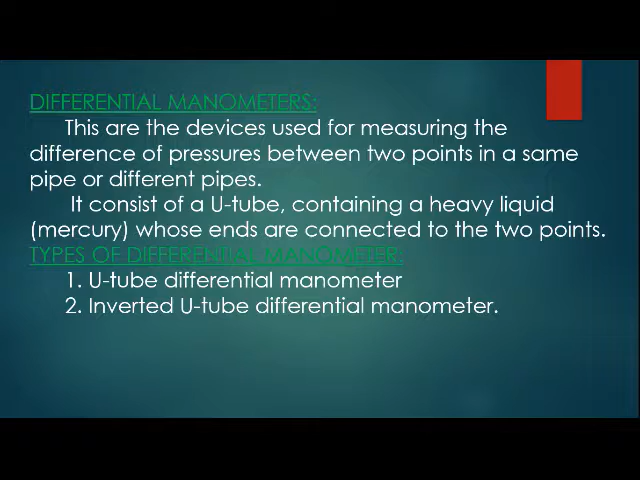 DIFFERENTIAL MANOMETERS:
This are the devices used for measuring the
difference of pressures between two points in a same
pipe or different pipes.
It consist of a U-tube, containing a heavy liquid
(mercury) whose ends are connected to the two points.
TYPES OF DIFFERENTIAL MANOMETER:
1. U-tube differential manometer
2. Inverted U-tube differential manometer.